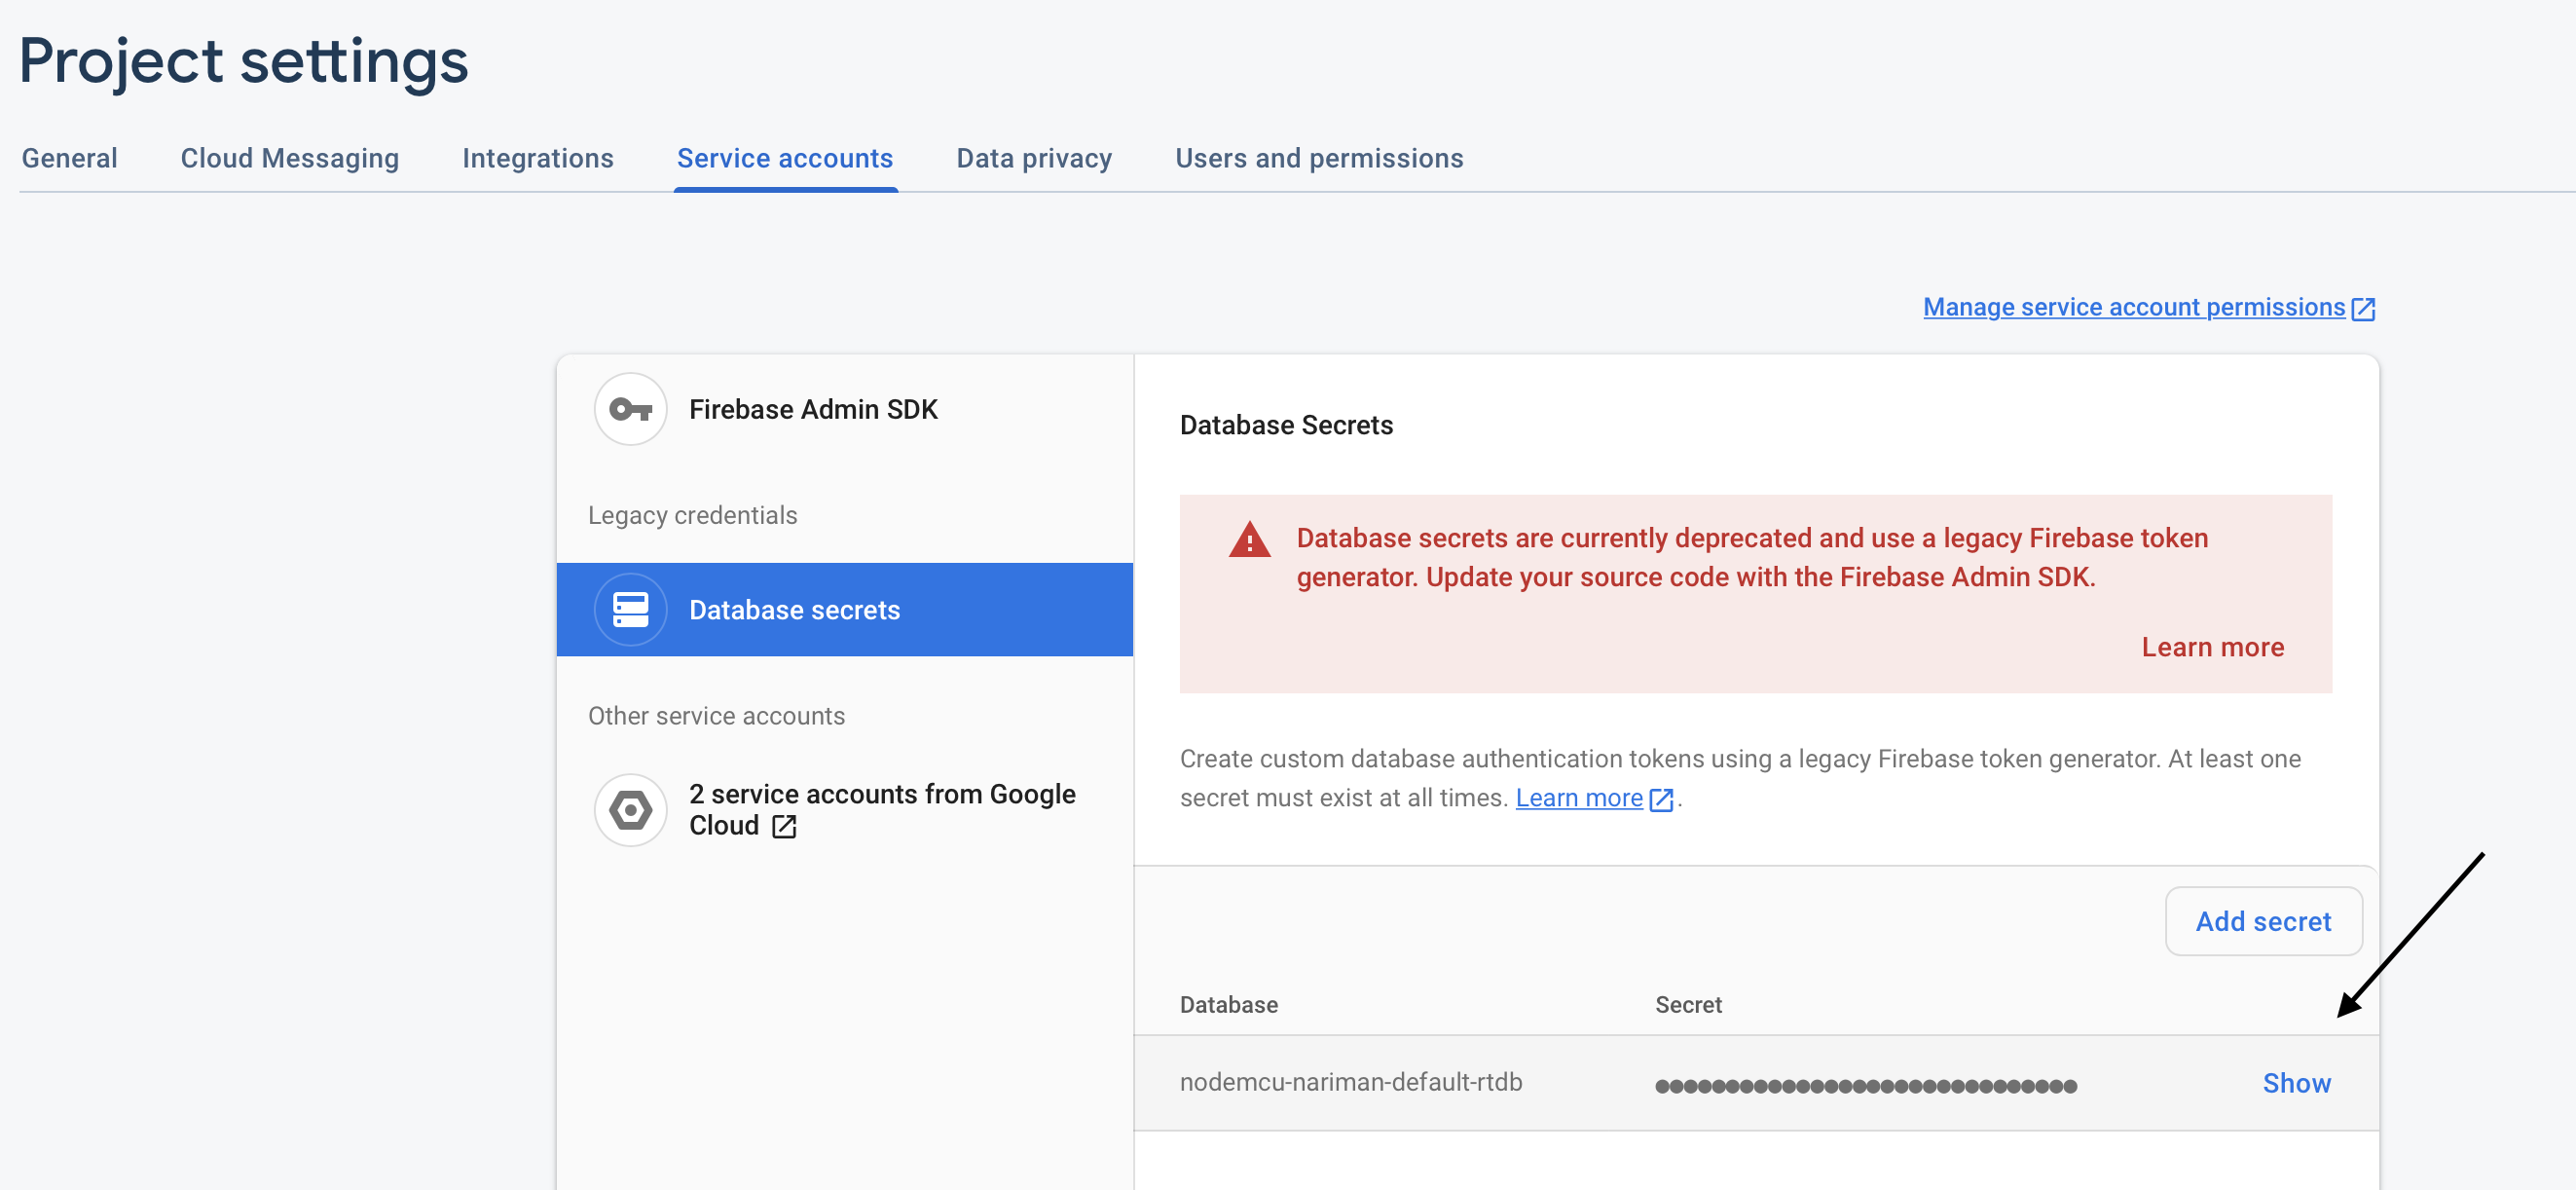 Project settings
General
Cloud Messaging
Integrations
Service accounts
Data privacy
Users and permissions
Manage service account permissions
Firebase Admin SDK
Legacy credentials
Database secrets
Other service accounts
2 service accounts from Google
Cloud
Database Secrets
Database secrets are currently deprecated and use a legacy Firebase token
generator. Update your source code with the Firebase Admin SDK.
Learn more
Create custom database authentication tokens using a legacy Firebase token generator. At least one
secret must exist at all times. Learn more.
Add secret
Database
Secret
nodemcu-nariman-default-rtdb
●●●●●●●●●●●●●●●●●●●●●●●●●●●●●●
Show